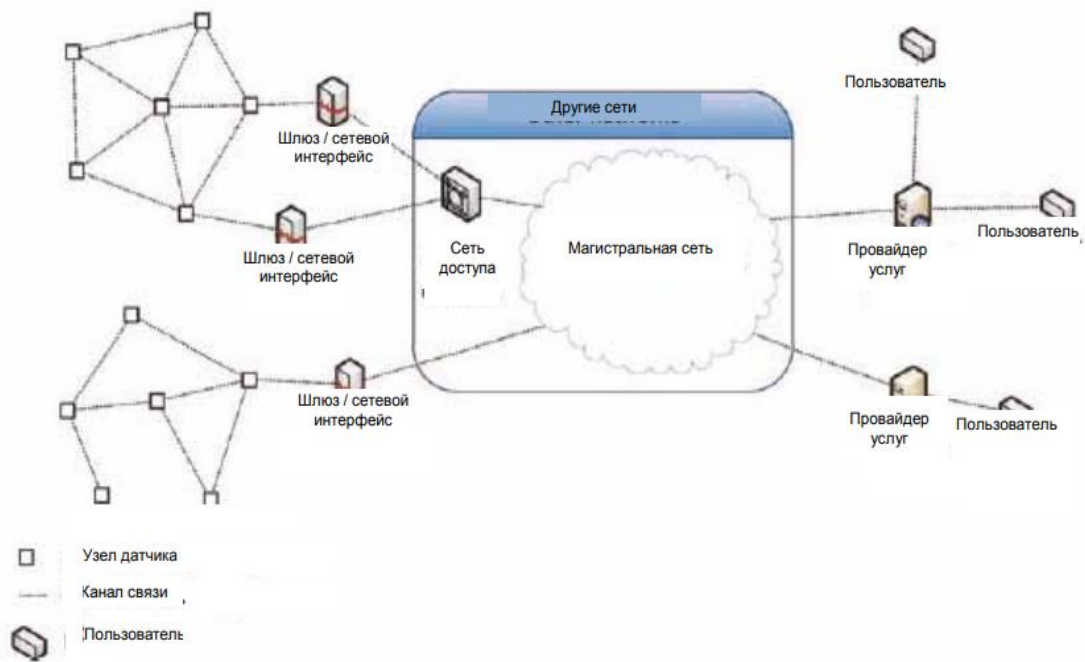 Пользователь
Другие сети
Шлюз / сетевой
интерфейс
Шлюз / сетевой
интерфейс
Сеть
доступа
Магистральная сеть
Провайдер
услуг
Пользователь
Шлюз / сетевой
интерфейс
Провайдер
услуг
Пользователь
Узел датчика
Канал связи
Пользователь